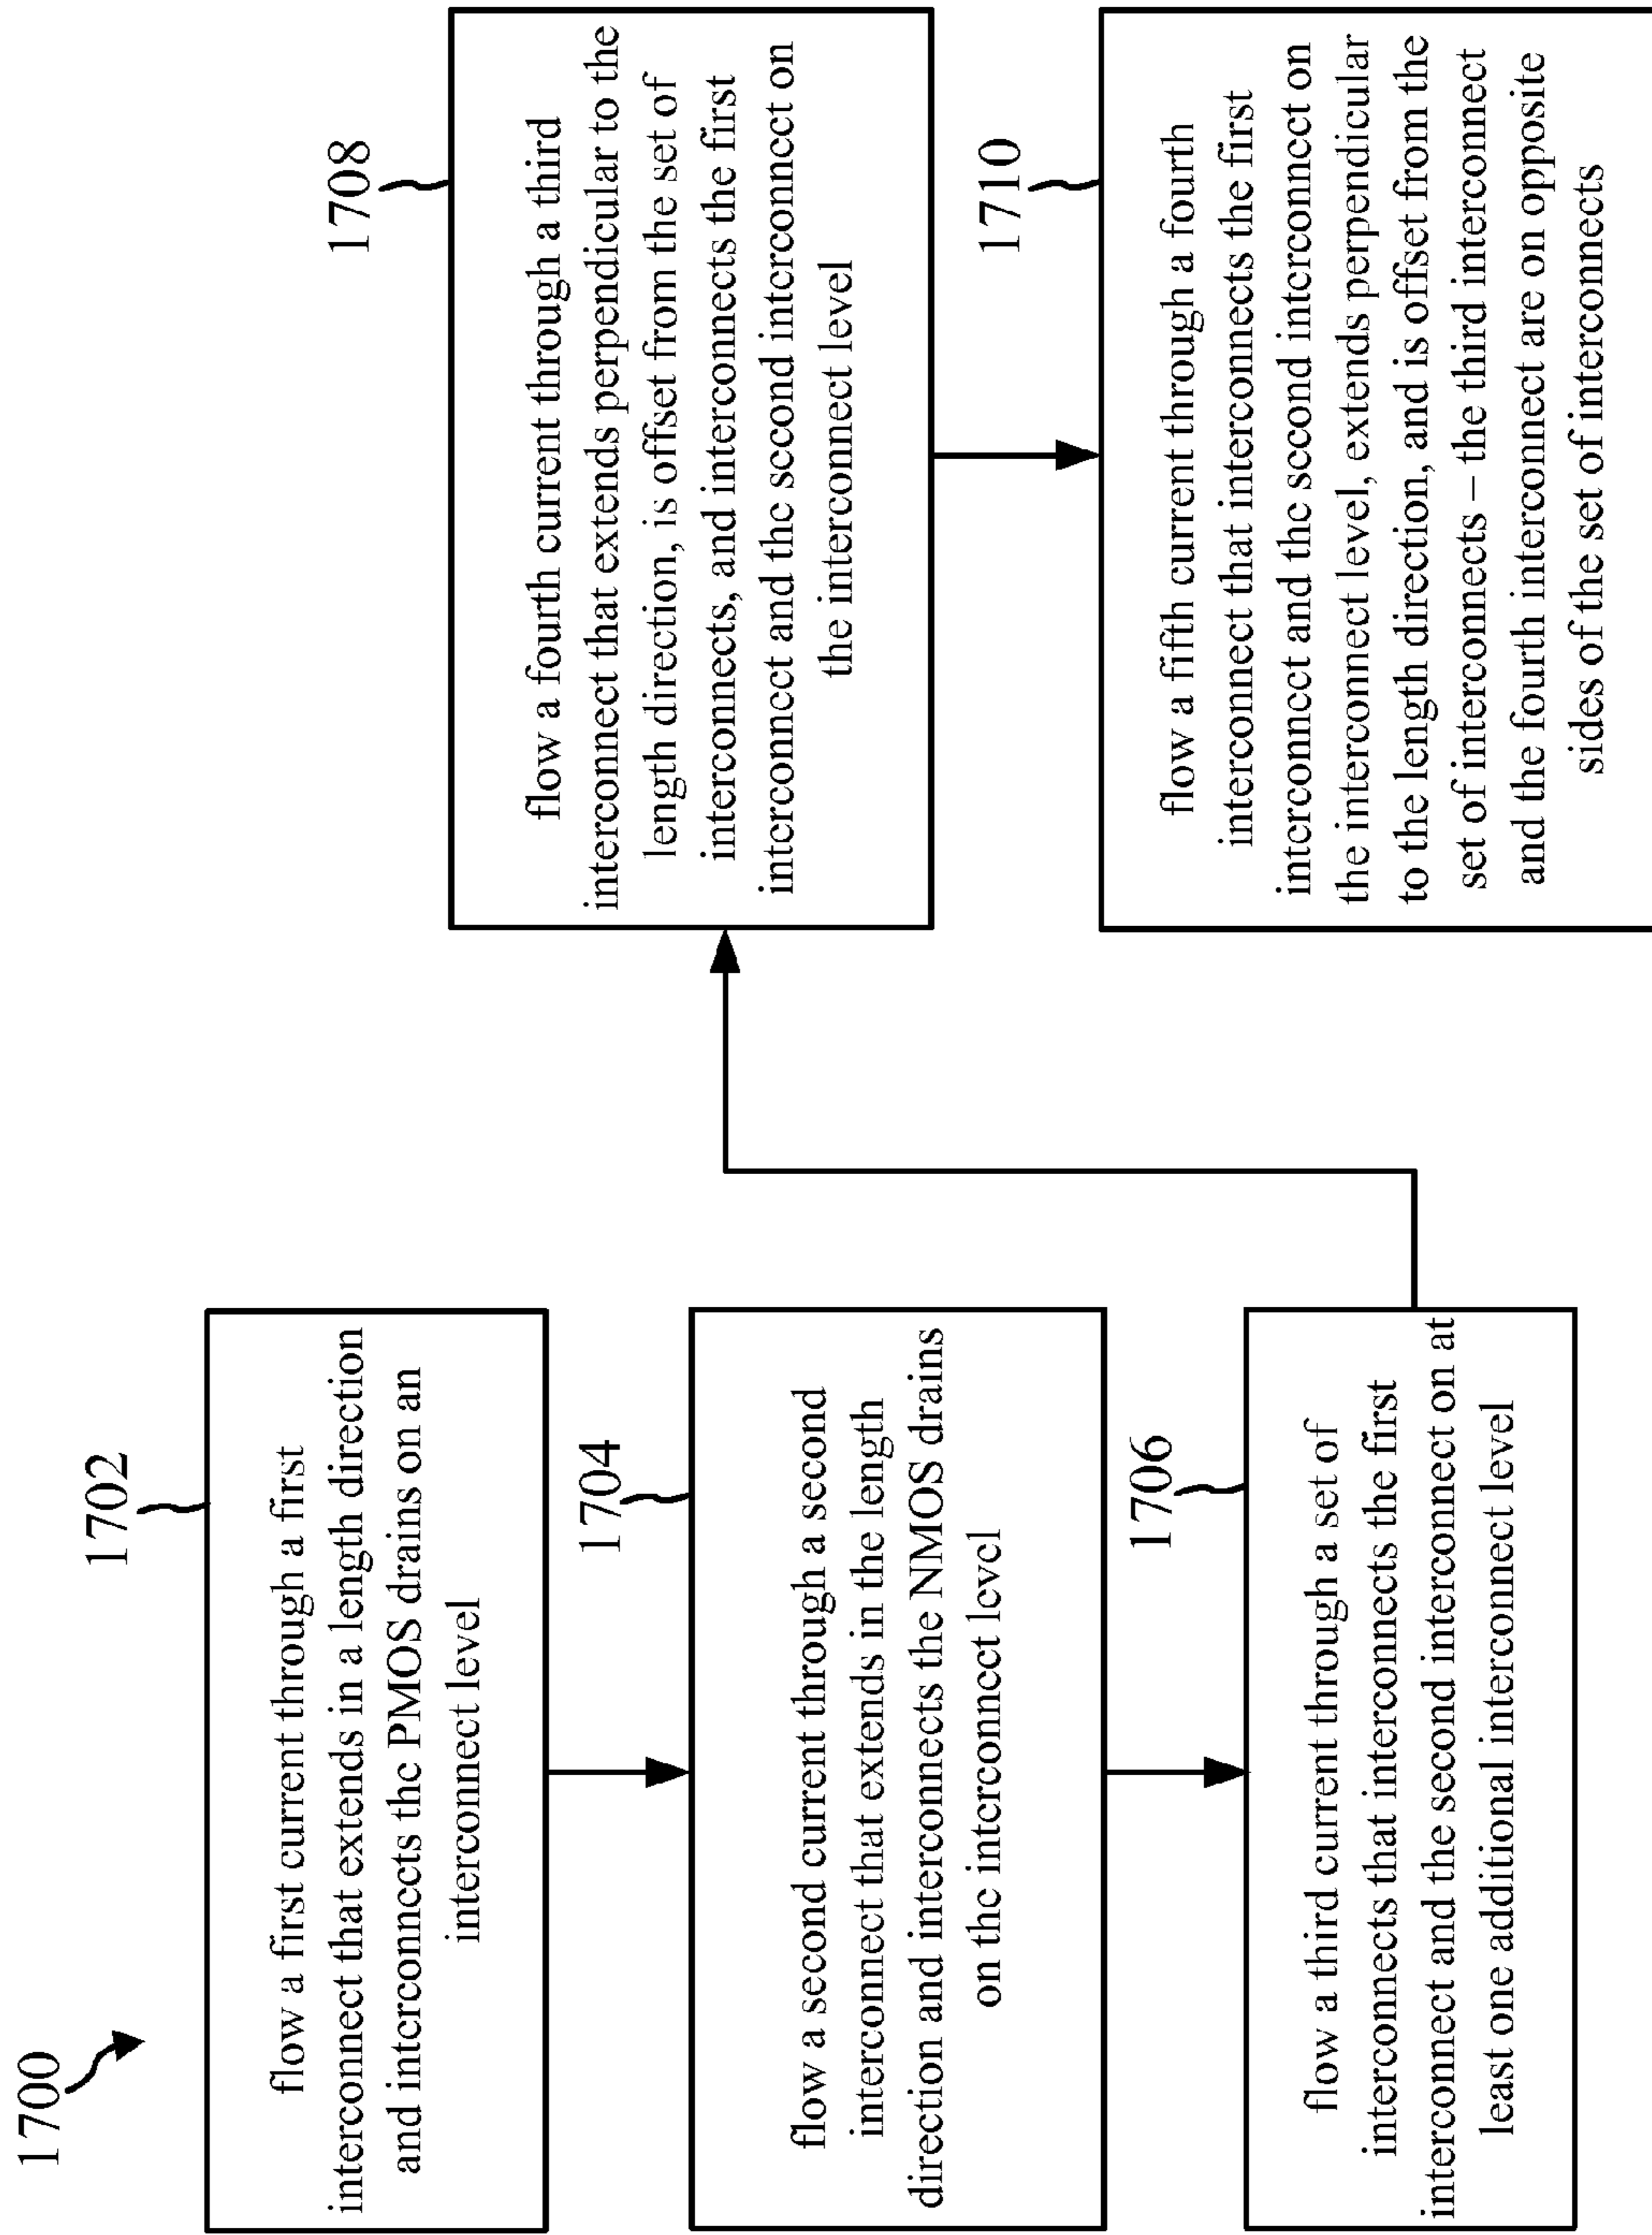 1700
1702
flow a first current through a first
interconnect that extends in a length direction
and interconnects the PMOS drains on an
interconnect level
1704
flow a second current through a second
interconnect that extends in the length
direction and interconnects the NMOS drains
on the interconnect level
1706
flow a third current through a set of
interconnects that interconnects the first
interconnect and the second interconnect on at
least one additional interconnect level
1708
flow a fourth current through a third
interconnect that extends perpendicular to the
length direction, is offset from the set of
interconnects, and interconnects the first
interconnect and the second interconnect on
the interconnect level
1710
flow a fifth current through a fourth
interconnect that interconnects the first
interconnect and the second interconnect on
the interconnect level, extends perpendicular
to the length direction, and is offset from the
set of interconnects – the third interconnect
and the fourth interconnect are on opposite
sides of the set of interconnects